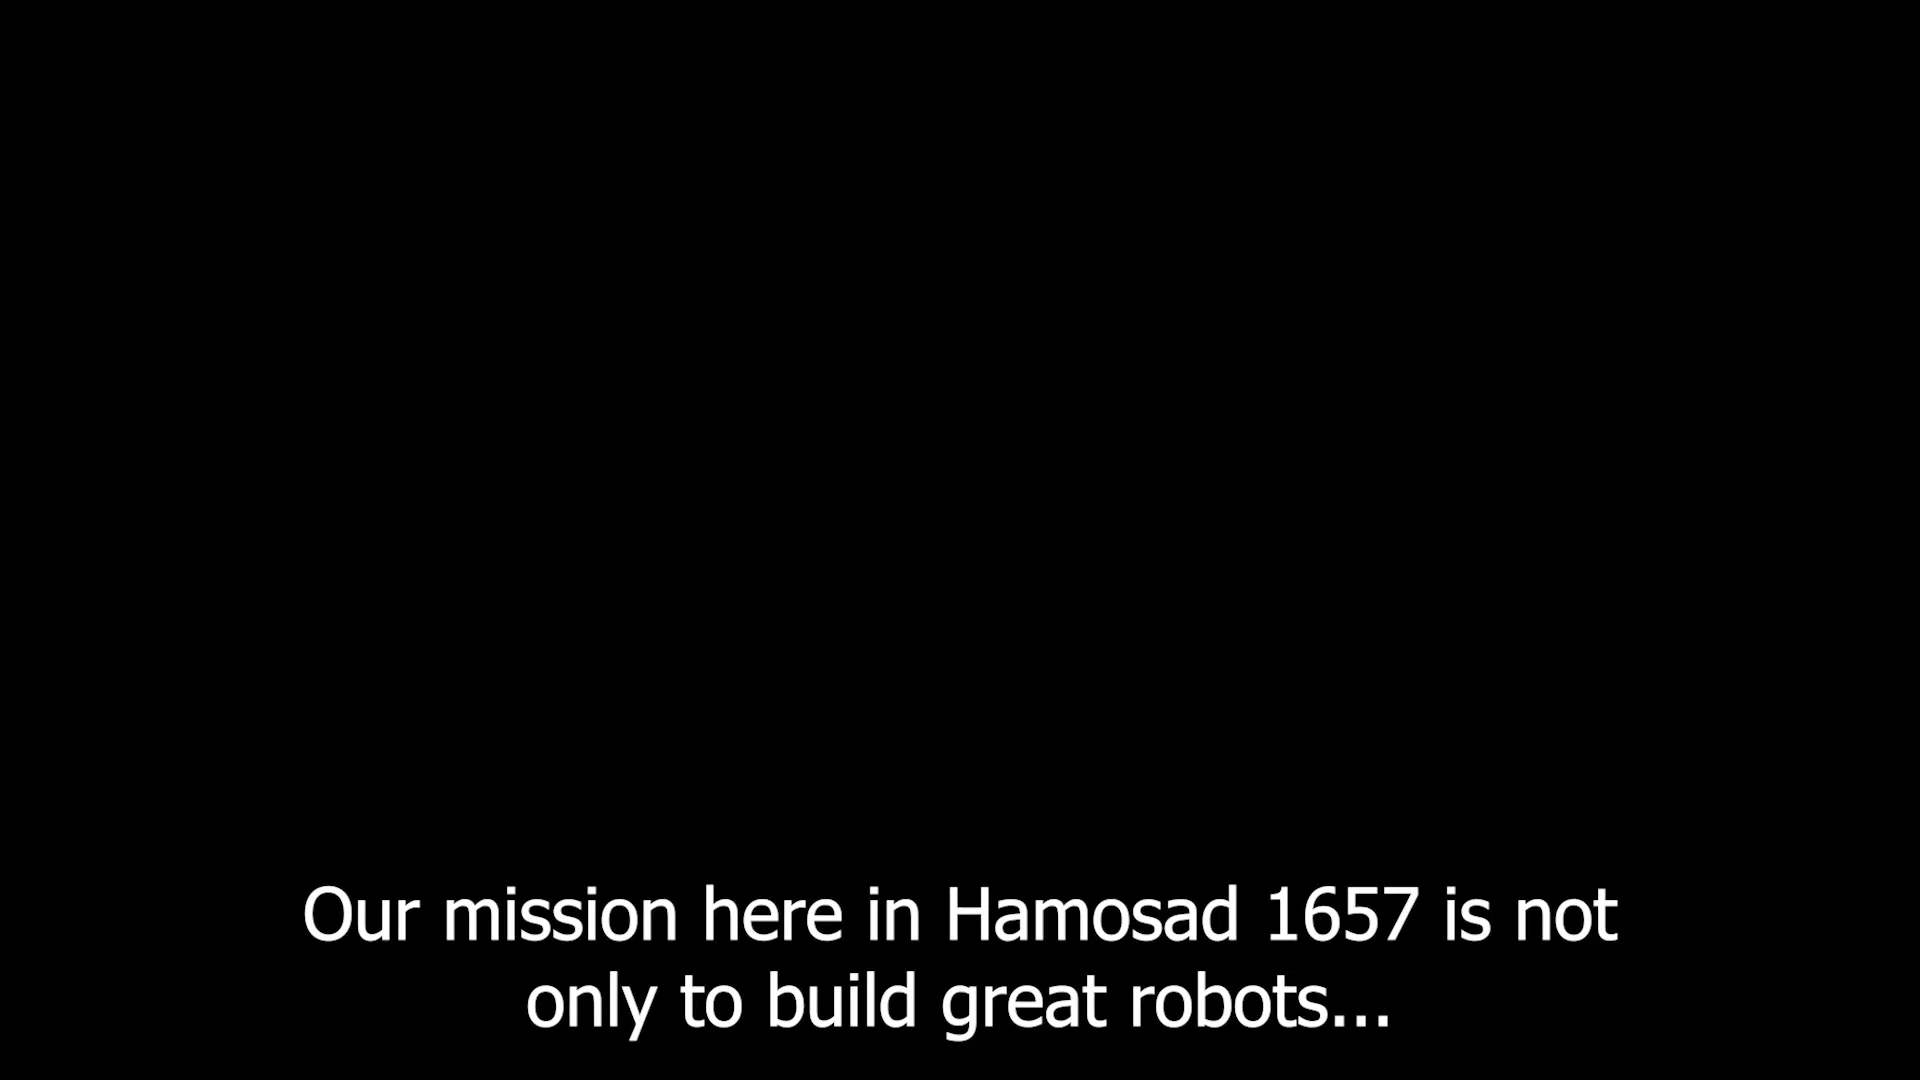 Our mission here in Hamosad 1657 is not
only to build great robots...